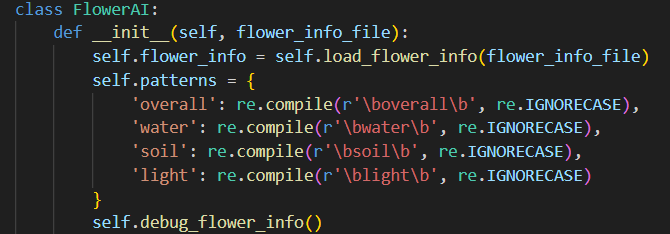 class FlowerAI:
    def __init__(self, flower_info_file):
        self.flower_info = self.load_flower_info(flower_info_file)
        self.patterns = {
            'overall': re.compile(r'\boverall\b', re.IGNORECASE),
            'water': re.compile(r'\bwater\b', re.IGNORECASE),
            'soil': re.compile(r'\bsoil\b', re.IGNORECASE),
            'light': re.compile(r'\blight\b', re.IGNORECASE)
        }
        self.debug_flower_info()